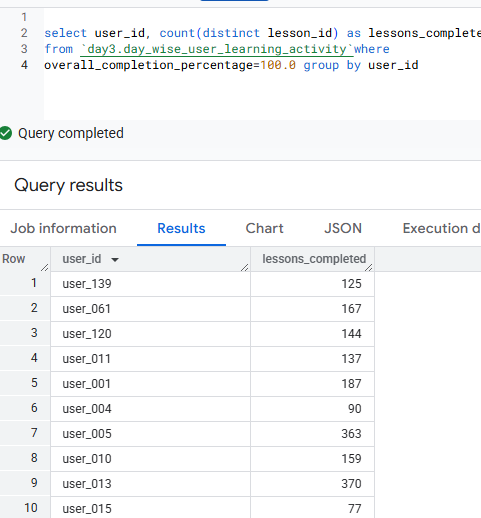 1
2 select user_id, count(distinct lesson_id) as lessons_complete
3 from `day3.day_wise_user_learning_activity`where
4 overall_completion_percentage=100.0 group by user_id
Query completed
Query results
Job information Results Chart JSON Execution d
Row user_id lessons_completed
1 user_139 125
2 user_061 167
3 user_120 144
4 user_011 137
5 user_001 187
6 user_004 90
7 user_005 363
8 user_010 159
9 user_013 370
10 user_015 77